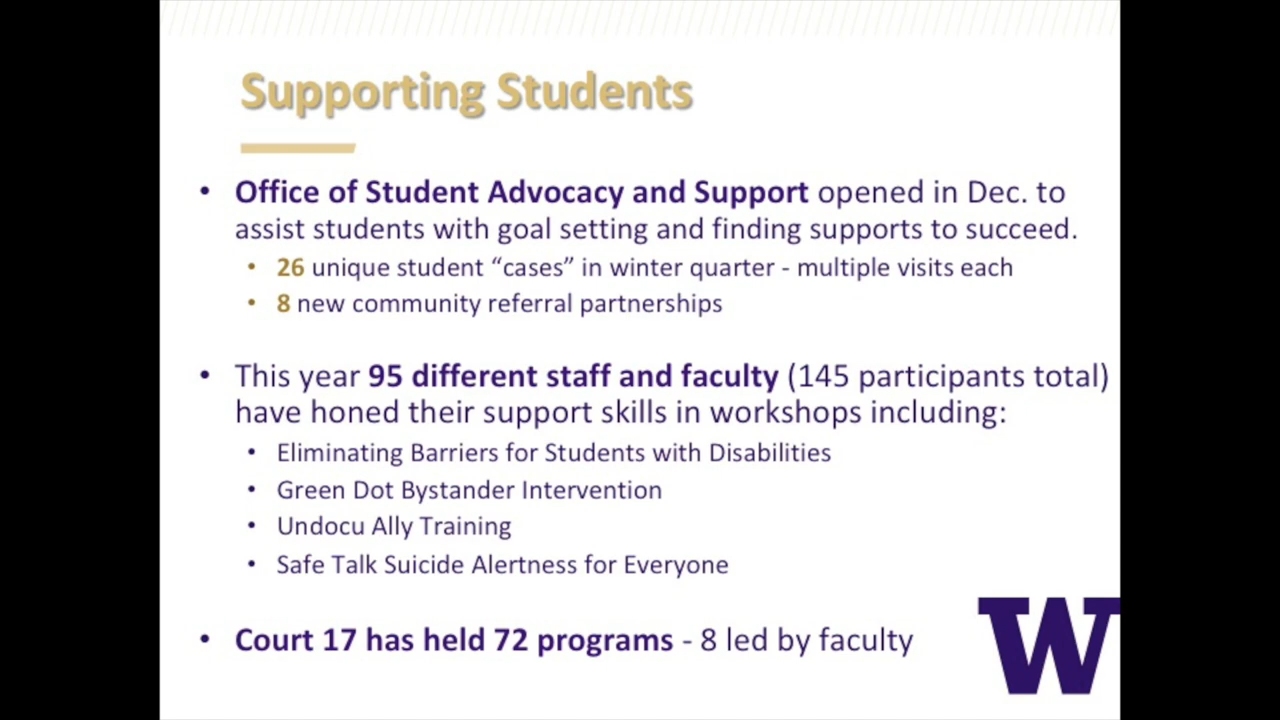 Supporting Students
• Office of Student Advocacy and Support opened in Dec. to
assist students with goal setting and finding supports to succeed.
• 26 unique student “cases” in winter quarter - multiple visits each
• 8 new community referral partnerships
• This year 95 different staff and faculty (145 participants total)
have honed their support skills in workshops including:
• Eliminating Barriers for Students with Disabilities
• Green Dot Bystander Intervention
• Undocu Ally Training
• Safe Talk Suicide Alertness for Everyone
• Court 17 has held 72 programs - 8 led by faculty
W